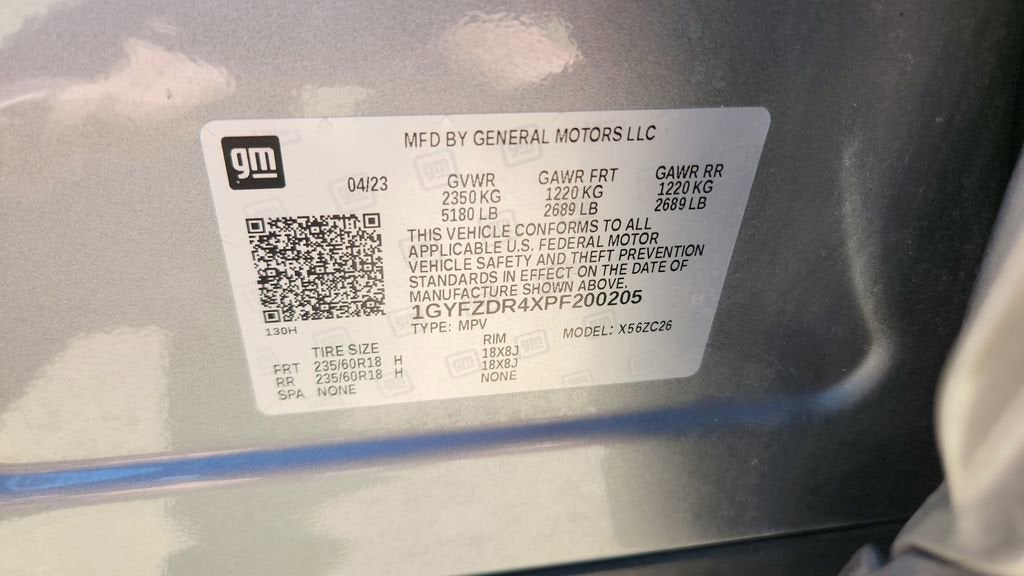 gm
MFD BY GENERAL MOTORS LLC
04/23
GVWR GAWR FRT GAWR RR
2350 KG 1220 KG 1220 KG
5180 LB 2689 LB 2689 LB
THIS VEHICLE CONFORMS TO ALL
APPLICABLE U.S. FEDERAL MOTOR
VEHICLE SAFETY AND THEFT PREVENTION
STANDARDS IN EFFECT ON THE DATE OF
MANUFACTURE SHOWN ABOVE.
1GYFZDR4XPF200205
130H
TYPE: MPV MODEL: X56ZC26
TIRE SIZE RIM
FRT 235/60R18 H 18X8J
RR 235/60R18 H 18X8J
SPA NONE NONE